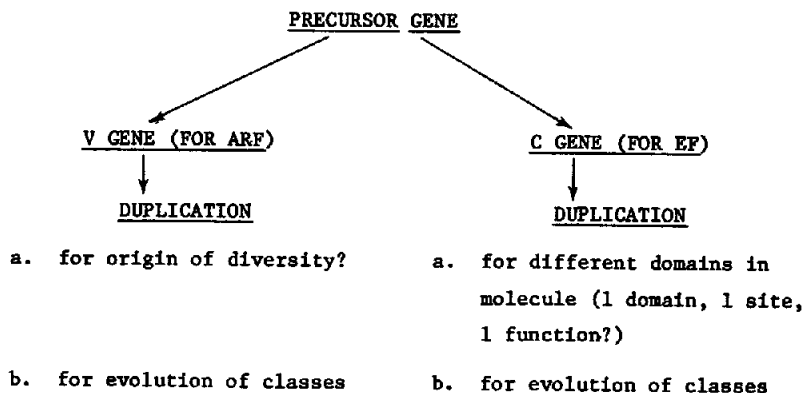 PRECURSOR GENE
V GENE (FOR ARF)
C GENE (FOR EF)
DUPLICATION
DUPLICATION
a. for origin of diversity?
a. for different domains in
molecule (1 domain, 1 site,
1 function?)
b. for evolution of classes
b. for evolution of classes